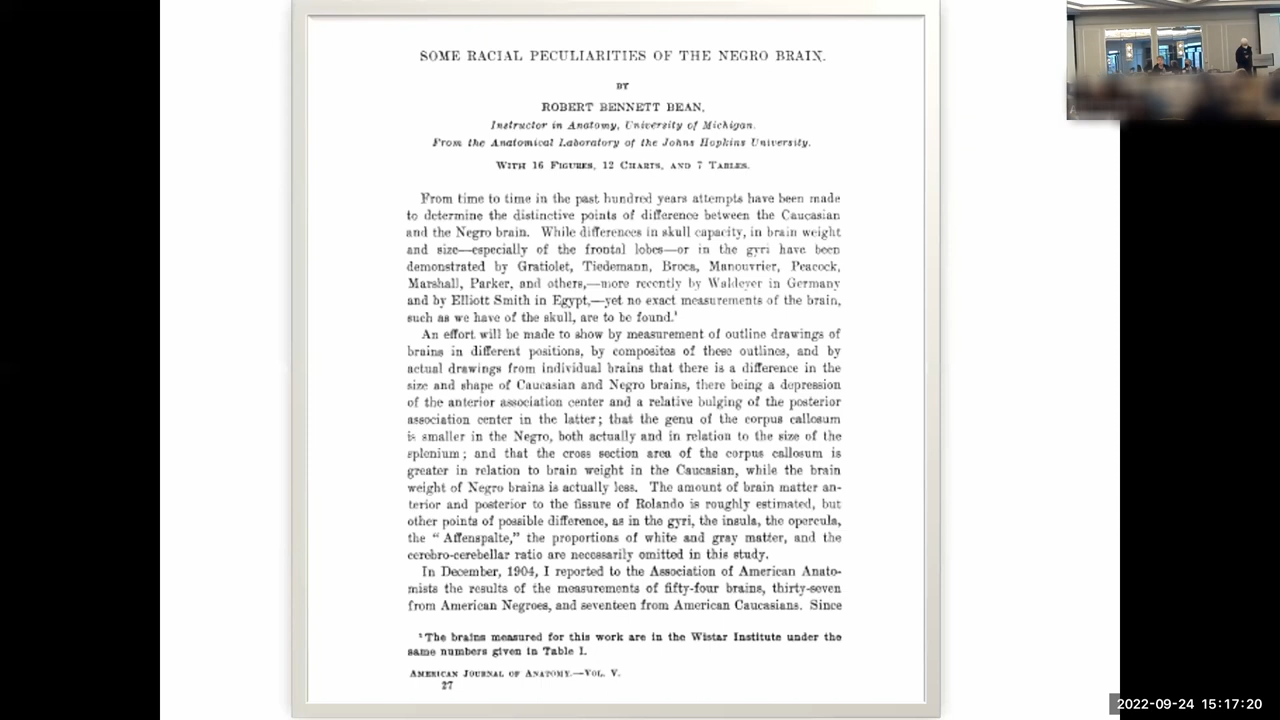 SOME RACIAL PECULIARITIES OF THE NEGRO BRAIN.
BY
ROBERT BENNETT BEAN,
Instructor in Anatomy, University of Michigan.
From the Anatomical Laboratory of the Johns Hopkins University.
WITH 16 FIGURES, 12 CHARTS, AND 7 TABLES.
From time to time in the past hundred years attempts have been made
to determine the distinctive points of difference between the Caucasian
and the Negro brain. While differences in skull capacity, in brain weight
and size—especially of the frontal lobes—or in the gyri have been
demonstrated by Gratiolet, Tiedemann, Broca, Manouvrier, Peacock,
Marshall, Parker, and others,—more recently by Waldeyer in Germany
and by Elliott Smith in Egypt,—yet no exact measurements of the brain,
such as we have of the skull, are to be found.¹
An effort will be made to show by measurement of outline drawings of
brains in different positions, by composites of these outlines, and by
actual drawings from individual brains that there is a difference in the
size and shape of Caucasian and Negro brains, there being a depression
of the anterior association center and a relative bulging of the posterior
association center in the latter; that the genu of the corpus callosum
is smaller in the Negro, both actually and in relation to the size of the
splenium; and that the cross section area of the corpus callosum is
greater in relation to brain weight in the Caucasian, while the brain
weight of Negro brains is actually less. The amount of brain matter an-
terior and posterior to the fissure of Rolando is roughly estimated, but
other points of possible difference, as in the gyri, the insula, the opercula,
the “ Affenspalte,” the proportions of white and gray matter, and the
cerebro-cerebellar ratio are necessarily omitted in this study.
In December, 1904, I reported to the Association of American Anato-
mists the results of the measurements of fifty-four brains, thirty-seven
from American Negroes, and seventeen from American Caucasians. Since
¹The brains measured for this work are in the Wistar Institute under the
same numbers given in Table I.
AMERICAN JOURNAL OF ANATOMY.—VOL. V.
27
2022-09-24 15:17:20